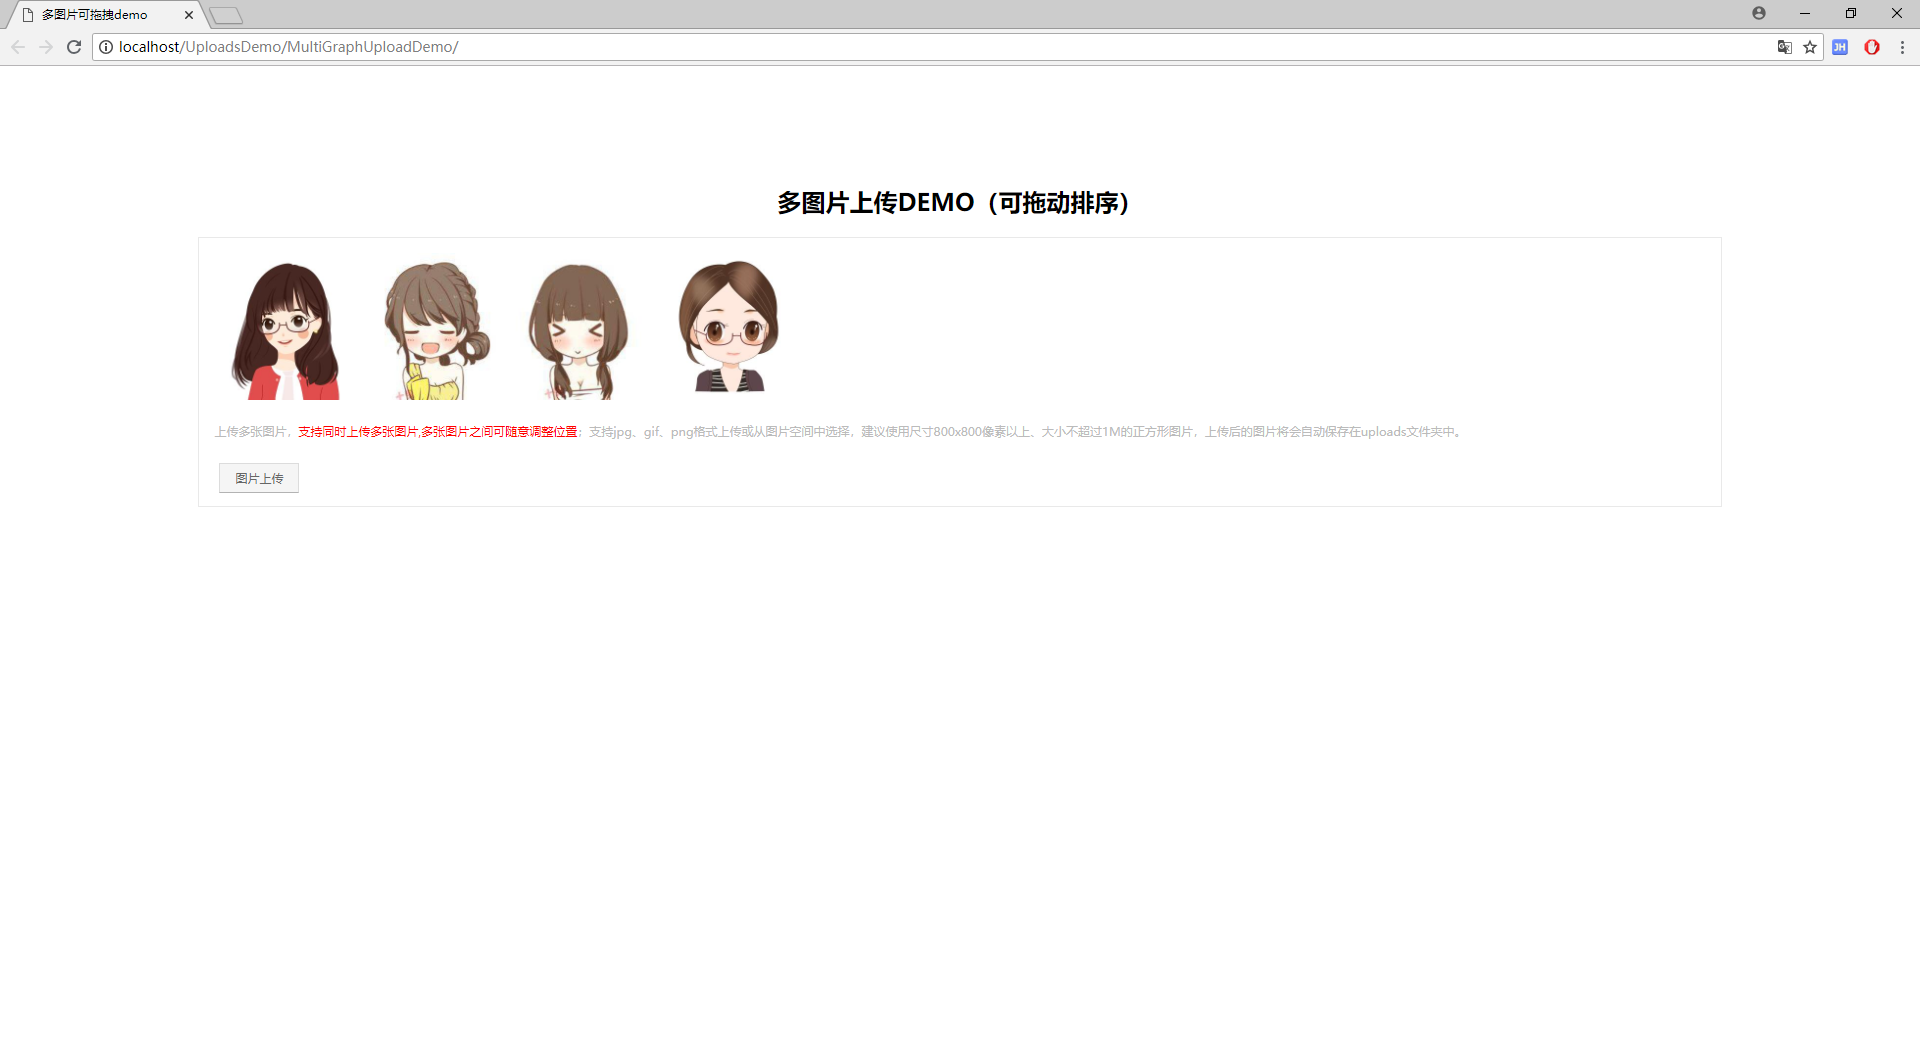 多图片可拖拽demo
localhost/UploadsDemo/MultiGraphUploadDemo/
JH
多图片上传DEMO（可拖动排序）
上传多张图片，支持同时上传多张图片,多张图片之间可随意调整位置；支持jpg、gif、png格式上传或从图片空间中选择，建议使用尺寸800x800像素以上、大小不超过1M的正方形图片，上传后的图片将会自动保存在uploads文件夹中。
图片上传